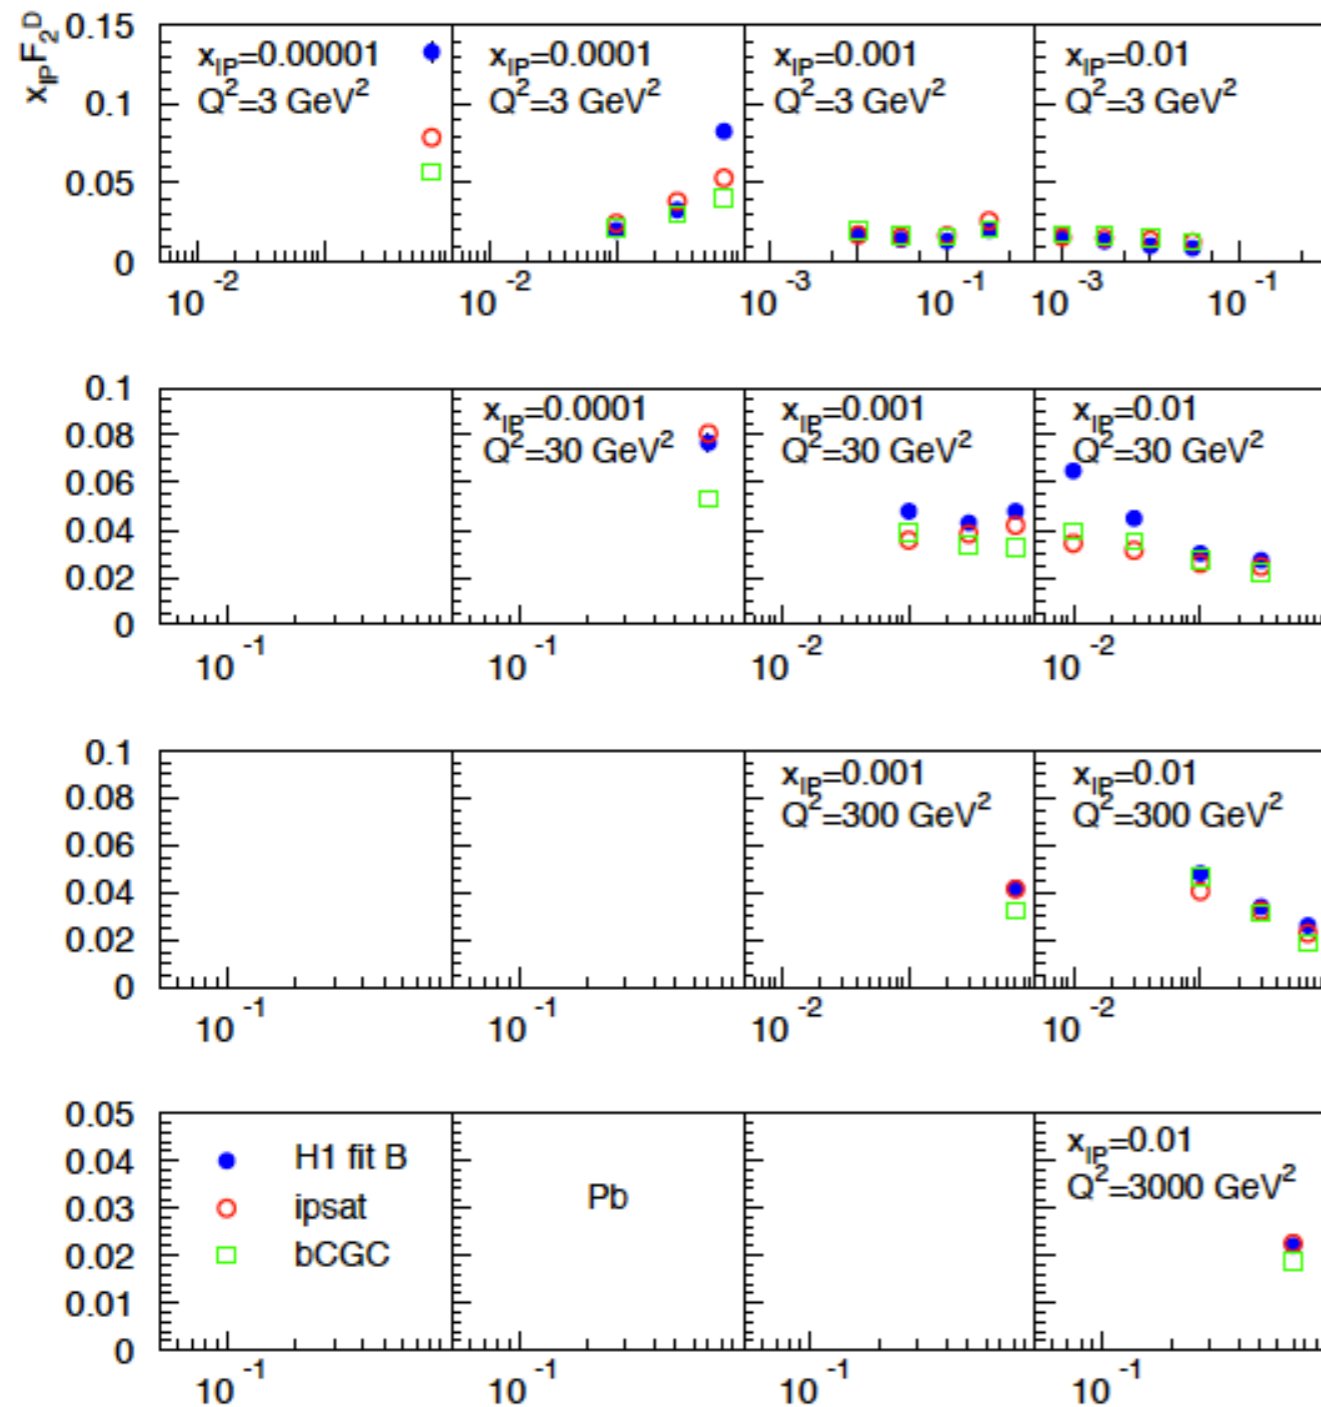 x_IP F_2^D
0.15
0.1
0.05
0
x_IP=0.00001
Q^2=3 GeV^2
x_IP=0.0001
Q^2=3 GeV^2
x_IP=0.001
Q^2=3 GeV^2
x_IP=0.01
Q^2=3 GeV^2
10^-2
10^-2
10^-3
10^-1
10^-3
10^-1
0.1
0.08
0.06
0.04
0.02
0
x_IP=0.0001
Q^2=30 GeV^2
x_IP=0.001
Q^2=30 GeV^2
x_IP=0.01
Q^2=30 GeV^2
10^-1
10^-1
10^-2
10^-2
0.1
0.08
0.06
0.04
0.02
0
x_IP=0.001
Q^2=300 GeV^2
x_IP=0.01
Q^2=300 GeV^2
10^-1
10^-1
10^-2
10^-2
0.05
0.04
0.03
0.02
0.01
0
H1 fit B
ipsat
bCGC
Pb
x_IP=0.01
Q^2=3000 GeV^2
10^-1
10^-1
10^-1
10^-1